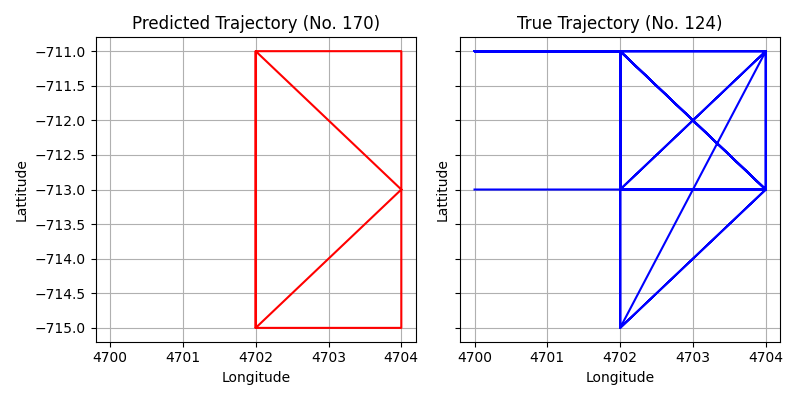 Predicted Trajectory (No. 170)
True Trajectory (No. 124)
−711.0
−711.5
−712.0
−712.5
−713.0
−713.5
−714.0
−714.5
−715.0
Lattitude
Lattitude
4700 4701 4702 4703 4704
4700 4701 4702 4703 4704
Longitude
Longitude